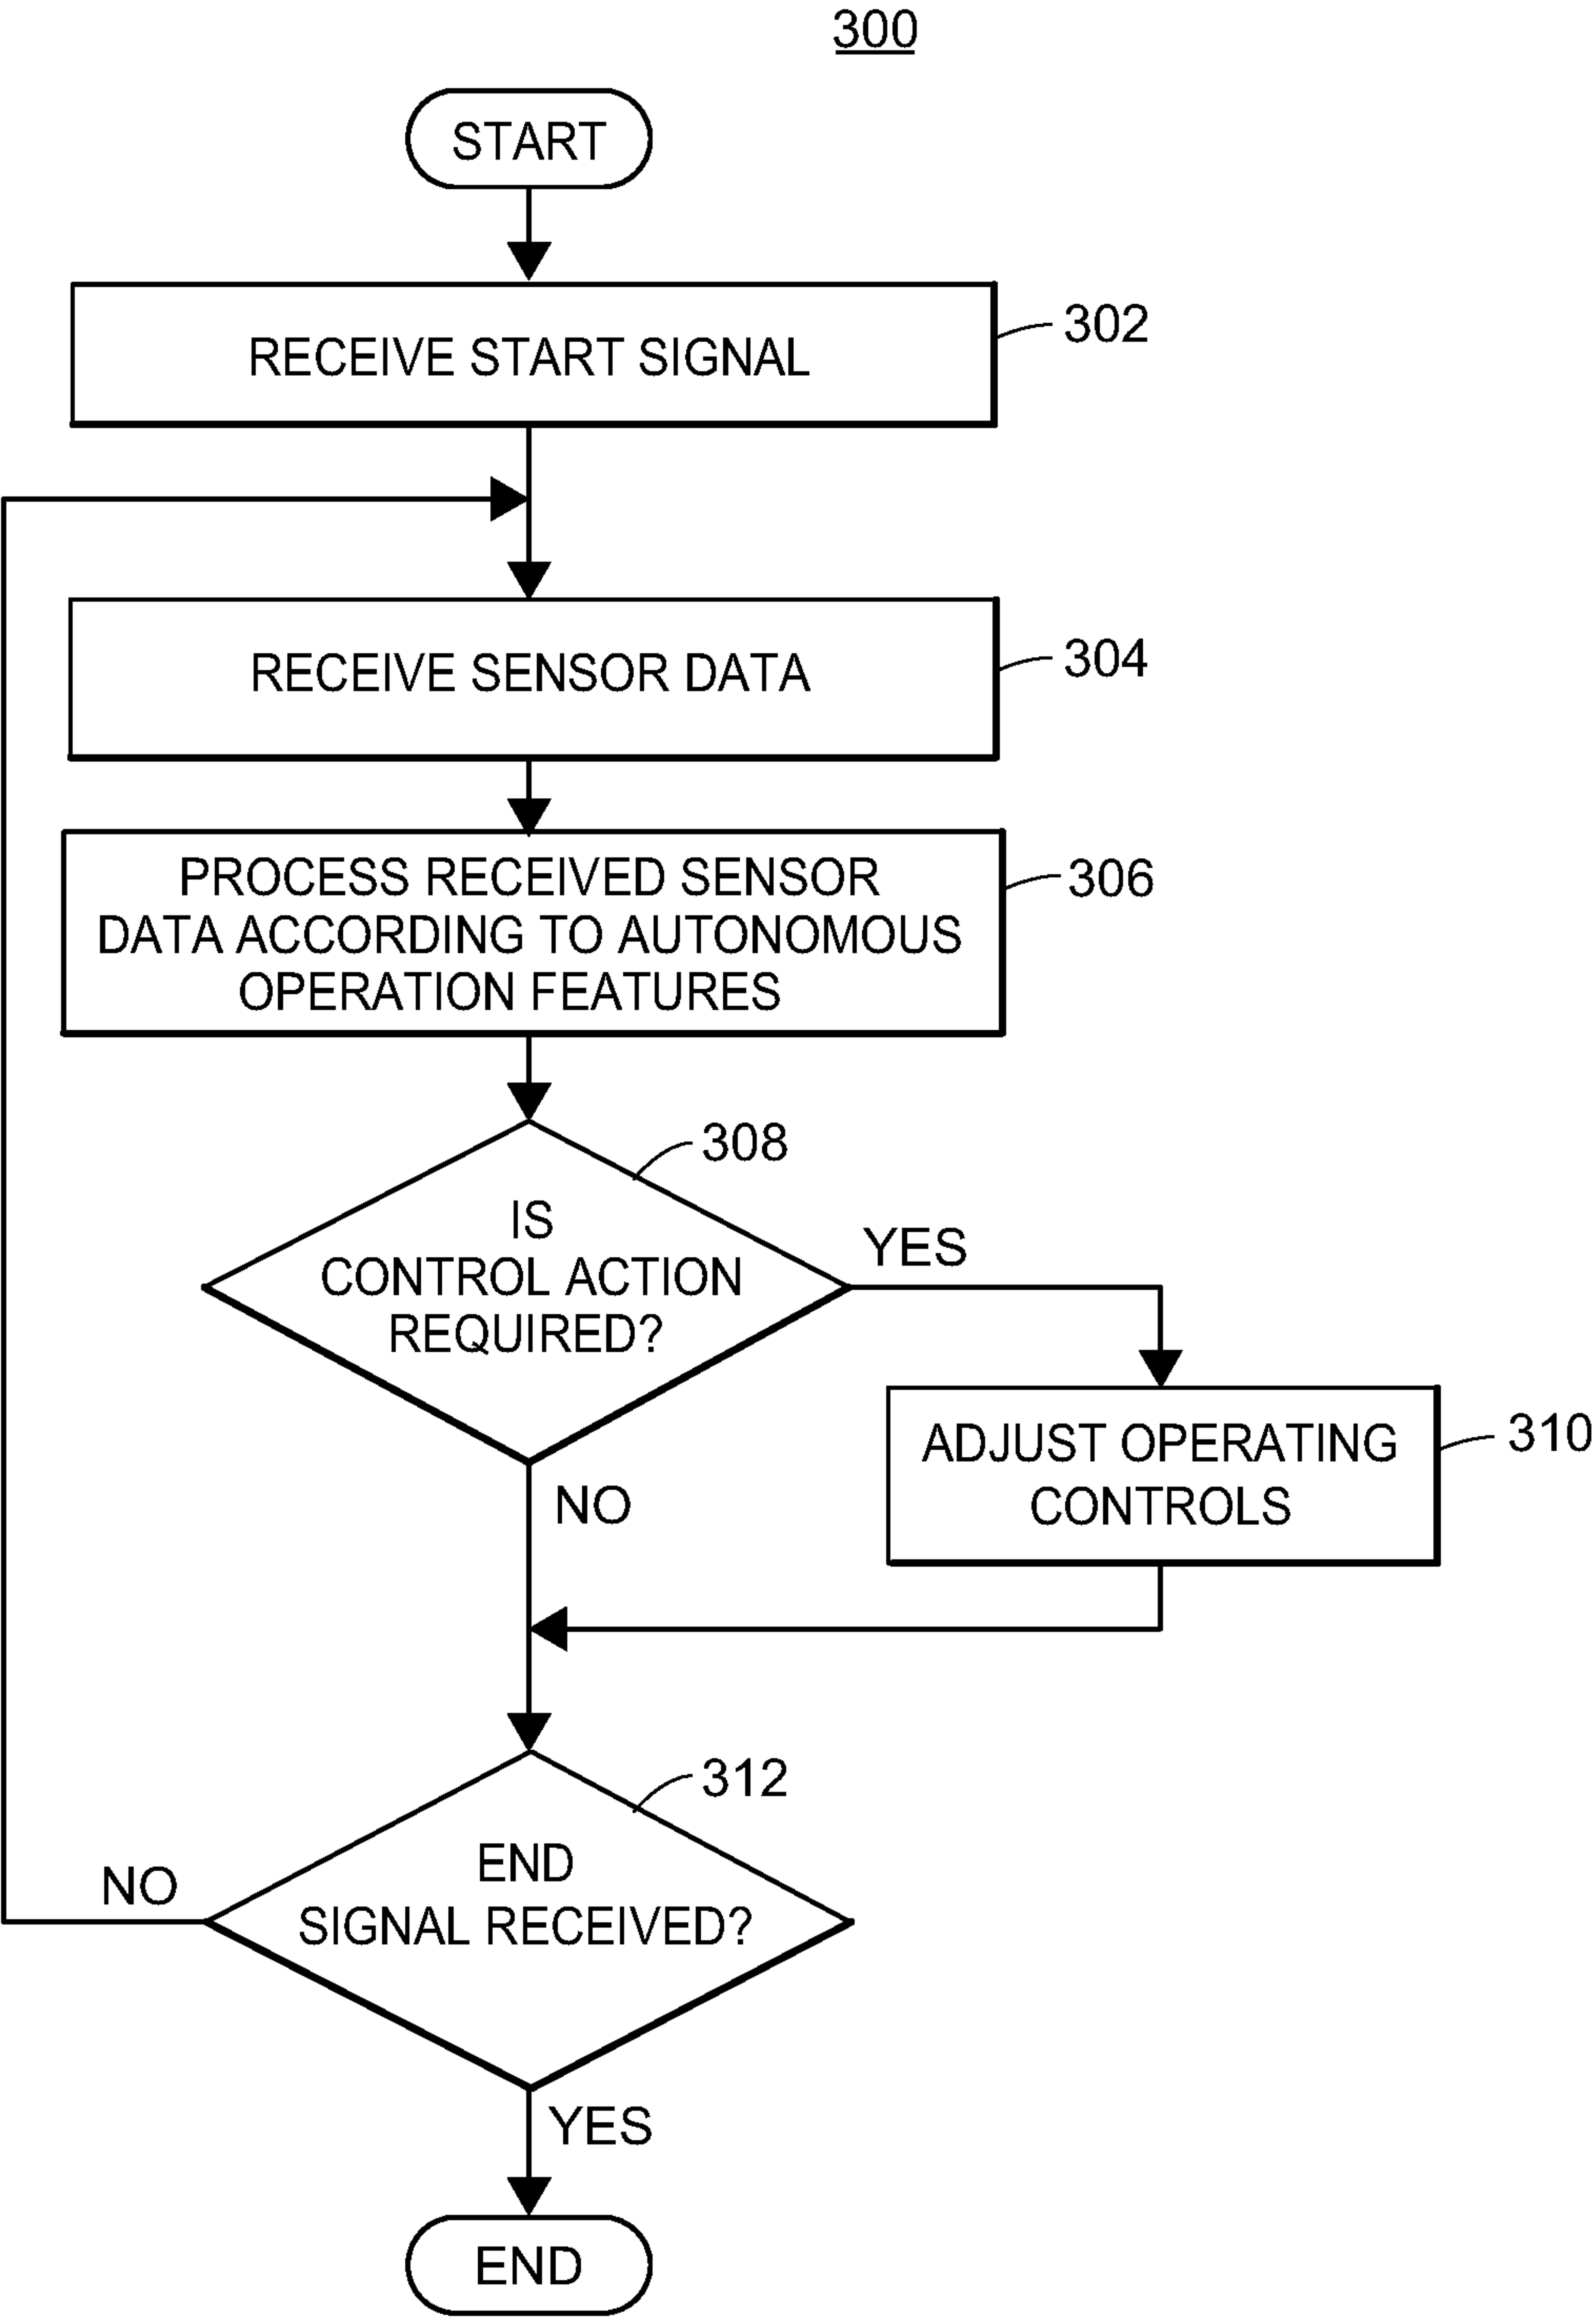 300
START
RECEIVE START SIGNAL
302
RECEIVE SENSOR DATA
304
PROCESS RECEIVED SENSOR
DATA ACCORDING TO AUTONOMOUS
OPERATION FEATURES
306
308
IS
CONTROL ACTION
REQUIRED?
YES
NO
ADJUST OPERATING
CONTROLS
310
312
END
SIGNAL RECEIVED?
NO
YES
END